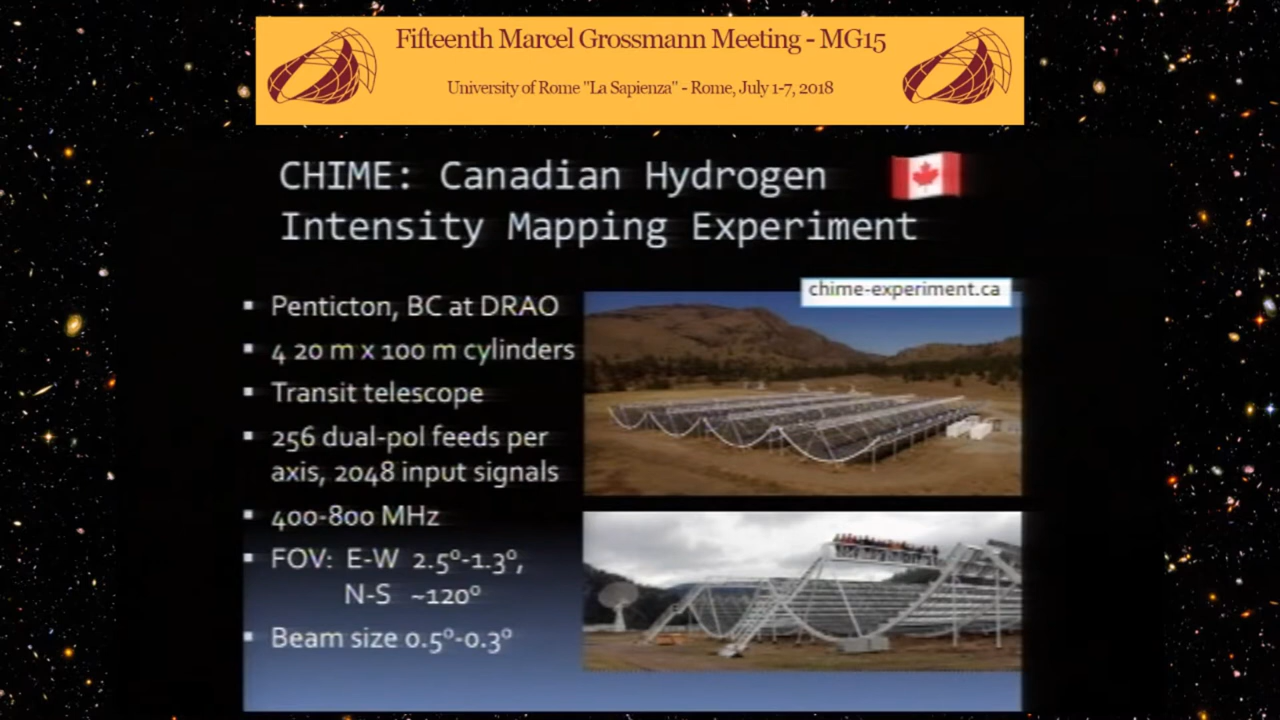 Fifteenth Marcel Grossmann Meeting - MG15
University of Rome "La Sapienza" - Rome, July 1-7, 2018
CHIME: Canadian Hydrogen
Intensity Mapping Experiment
chime-experiment.ca
▪ Penticton, BC at DRAO
▪ 4 20 m x 100 m cylinders
▪ Transit telescope
▪ 256 dual-pol feeds per
axis, 2048 input signals
▪ 400-800 MHz
▪ FOV: E-W 2.5º-1.3º,
N-S ~120º
▪ Beam size 0.5º-0.3º